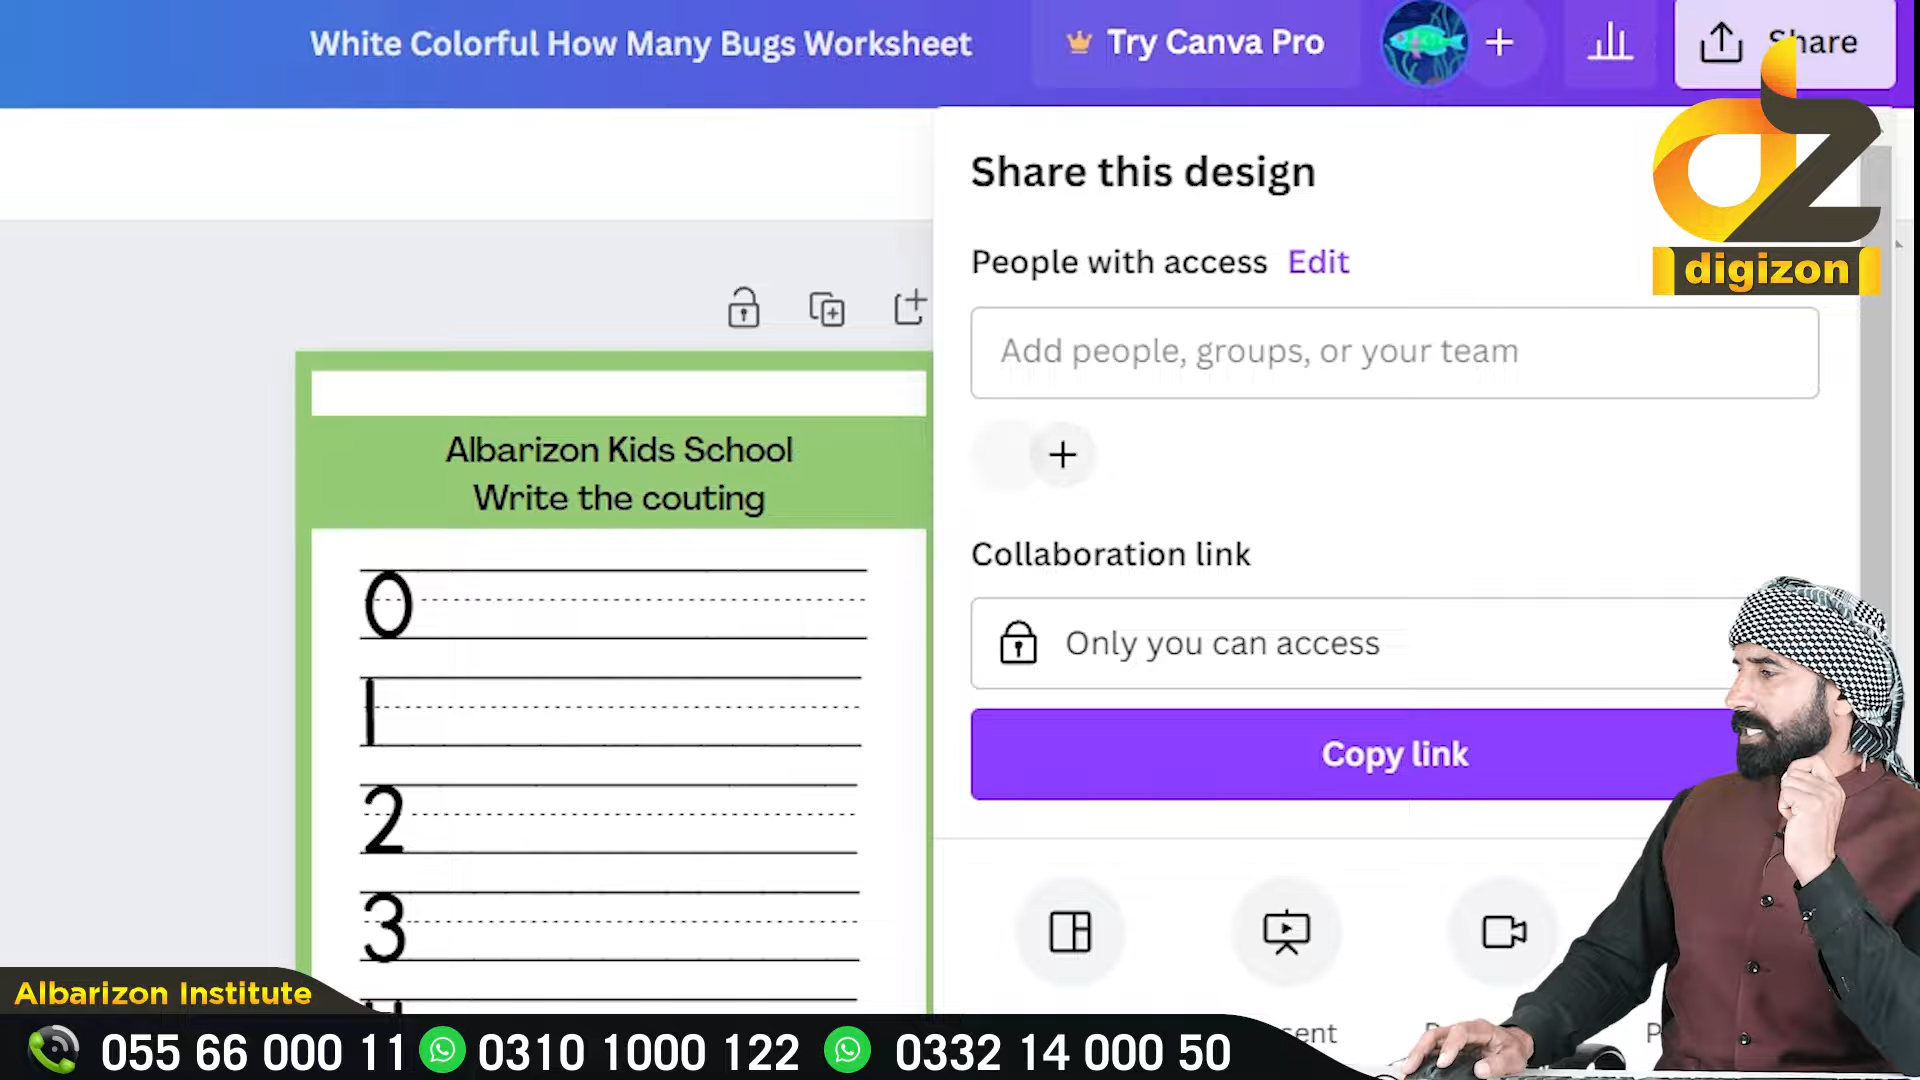 White Colorful How Many Bugs Worksheet
Try Canva Pro
Share
digizon
Share this design
People with access Edit
Add people, groups, or your team
Albarizon Kids School
Write the couting
0
1
2
3
Collaboration link
Only you can access
Copy link
Albarizon Institute
055 66 000 11
0310 1000 122
0332 14 000 50